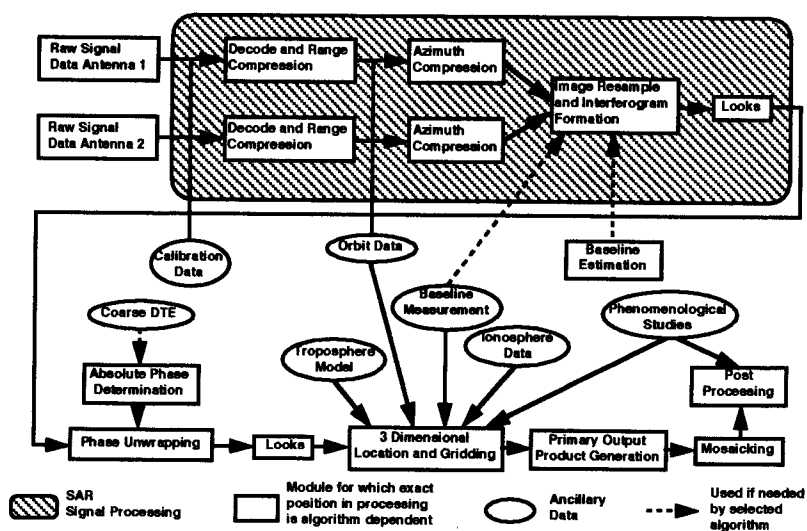 Raw Signal
Data Antenna 1
Decode and Range
Compression
Azimuth
Compression
Image Resample
and Interferogram
Formation
Looks
Raw Signal
Data Antenna 2
Decode and Range
Compression
Azimuth
Compression
Calibration
Data
Orbit Data
Baseline
Estimation
Coarse DTE
Baseline
Measurement
Phenomenological
Studies
Troposphere
Model
Ionosphere
Data
Absolute Phase
Determination
Post
Processing
Phase Unwrapping
Looks
3 Dimensional
Location and Gridding
Primary Output
Product Generation
Mosaicking
SAR
Signal Processing
Module for which exact
position in processing
is algorithm dependent
Ancillary
Data
Used if needed
by selected
algorithm